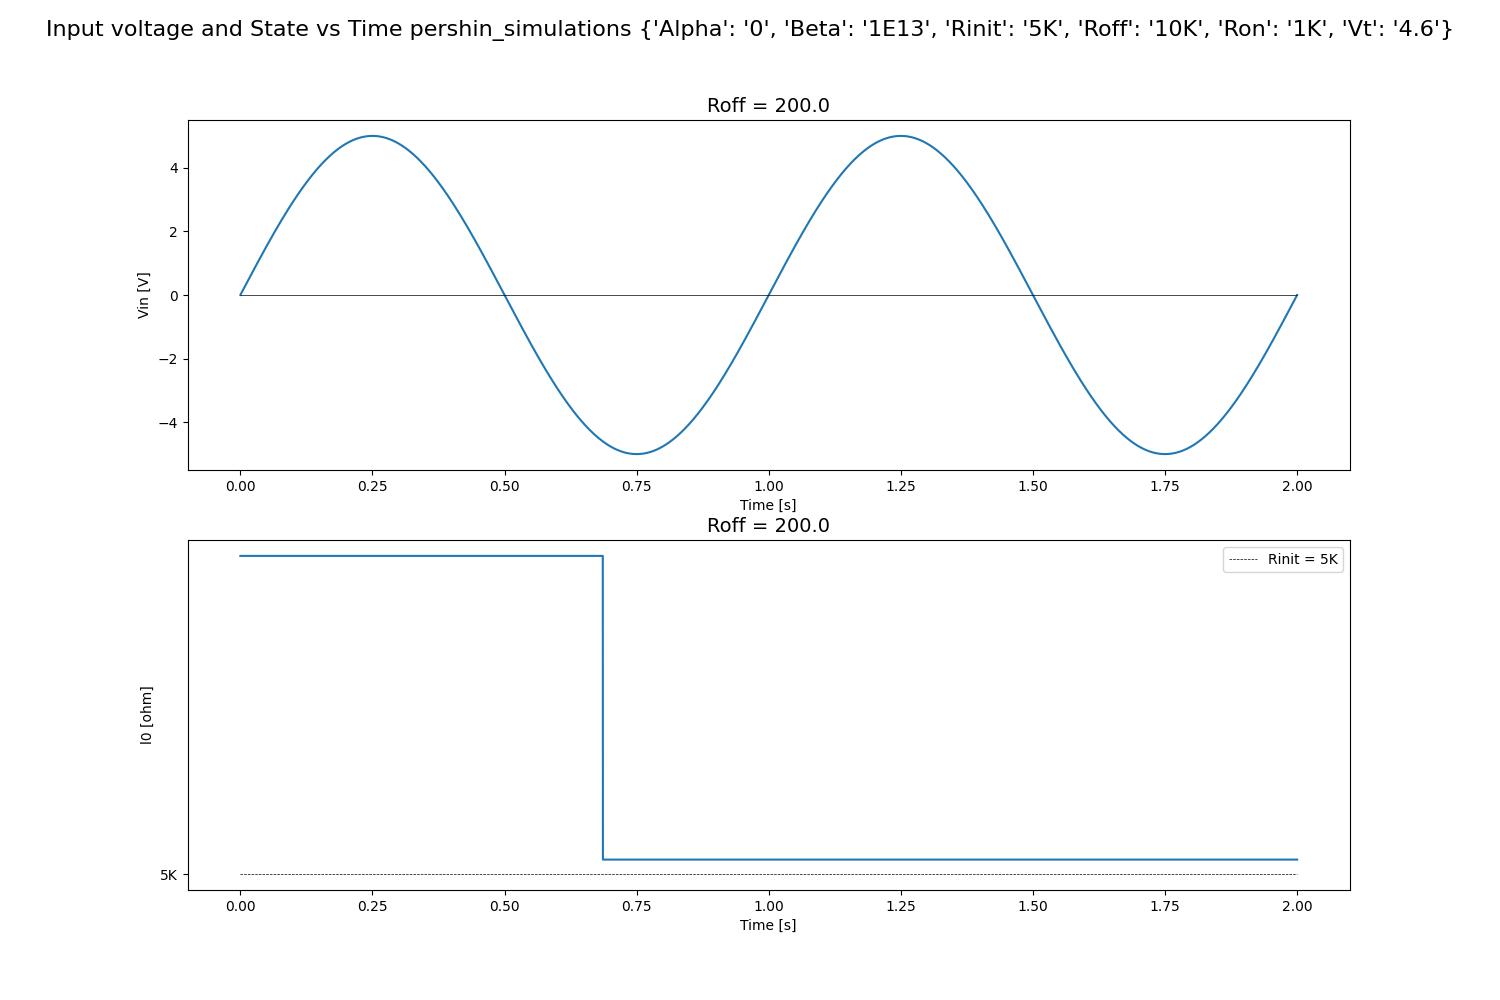 Input voltage and State vs Time pershin_simulations {'Alpha': '0', 'Beta': '1E13', 'Rinit': '5K', 'Roff': '10K', 'Ron': '1K', 'Vt': '4.6'}
Roff = 200.0
Vin [V]
4
2
0
−2
−4
0.00 0.25 0.50 0.75 1.00 1.25 1.50 1.75 2.00
Time [s]
Roff = 200.0
Rinit = 5K
I0 [ohm]
5K
0.00 0.25 0.50 0.75 1.00 1.25 1.50 1.75 2.00
Time [s]